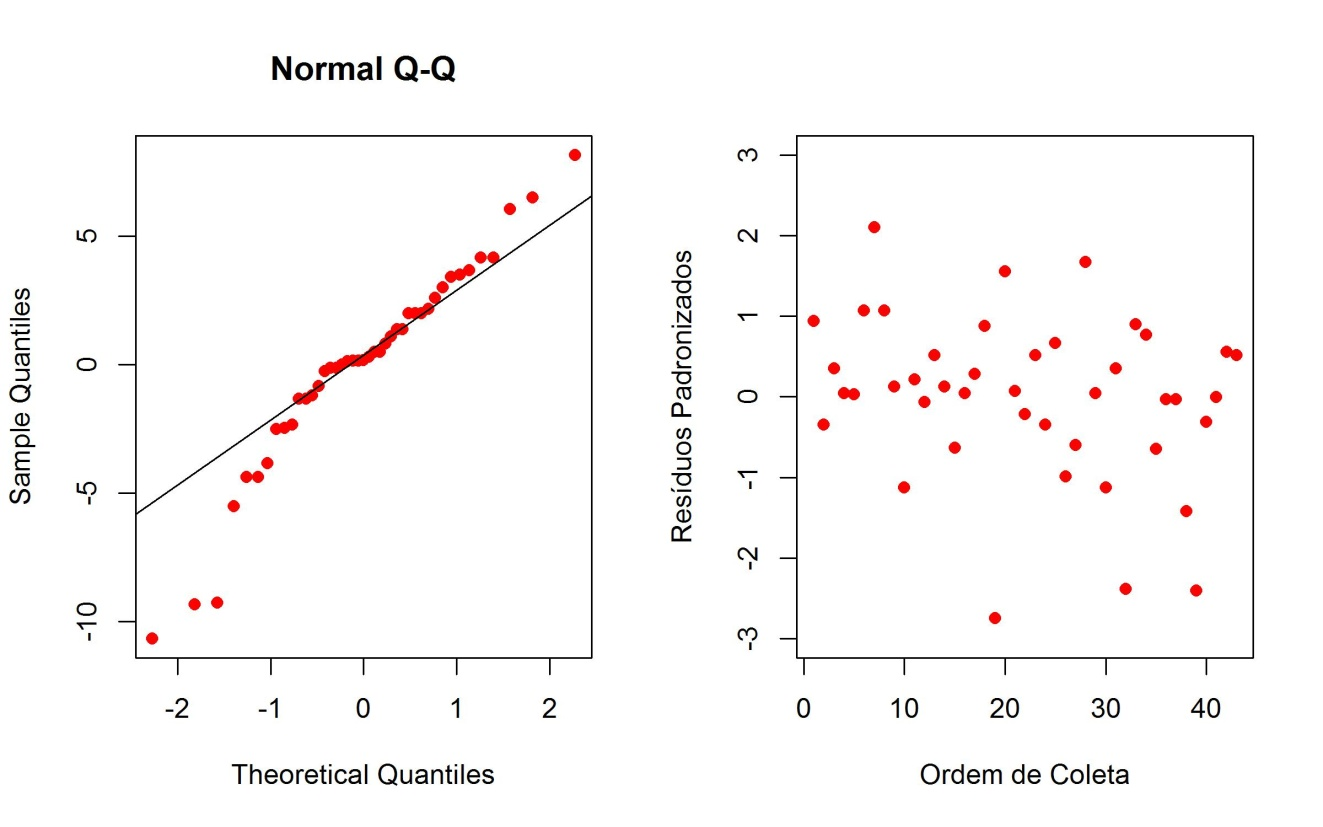 Normal Q-Q
Sample Quantiles
5
0
-5
-10
-2 -1 0 1 2
Theoretical Quantiles
Resíduos Padronizados
3
2
1
0
-1
-2
-3
0 10 20 30 40
Ordem de Coleta